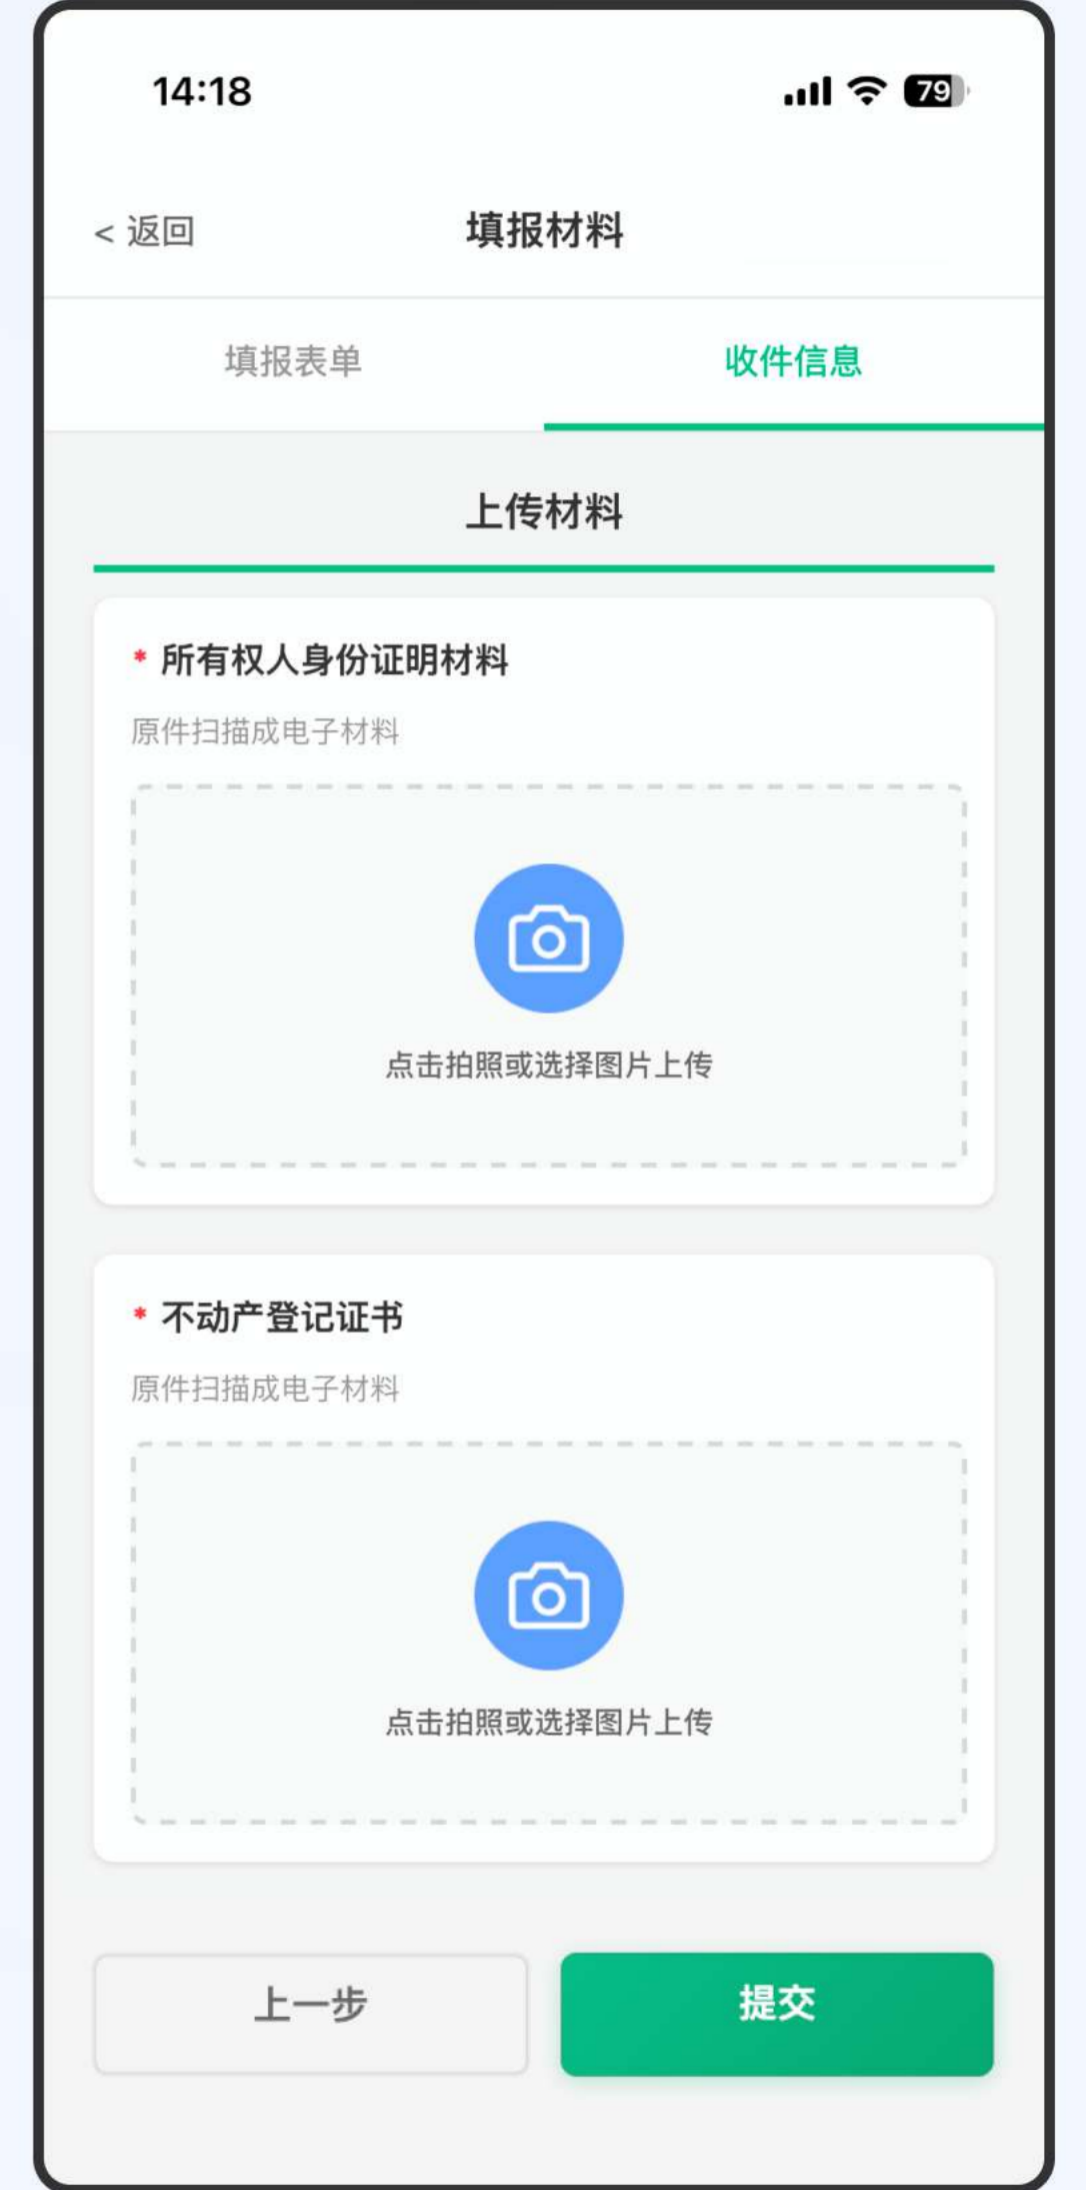 14:18
79
< 返回
填报材料
填报表单
收件信息
上传材料
* 所有权人身份证明材料
原件扫描成电子材料
点击拍照或选择图片上传
* 不动产登记证书
原件扫描成电子材料
点击拍照或选择图片上传
上一步
提交